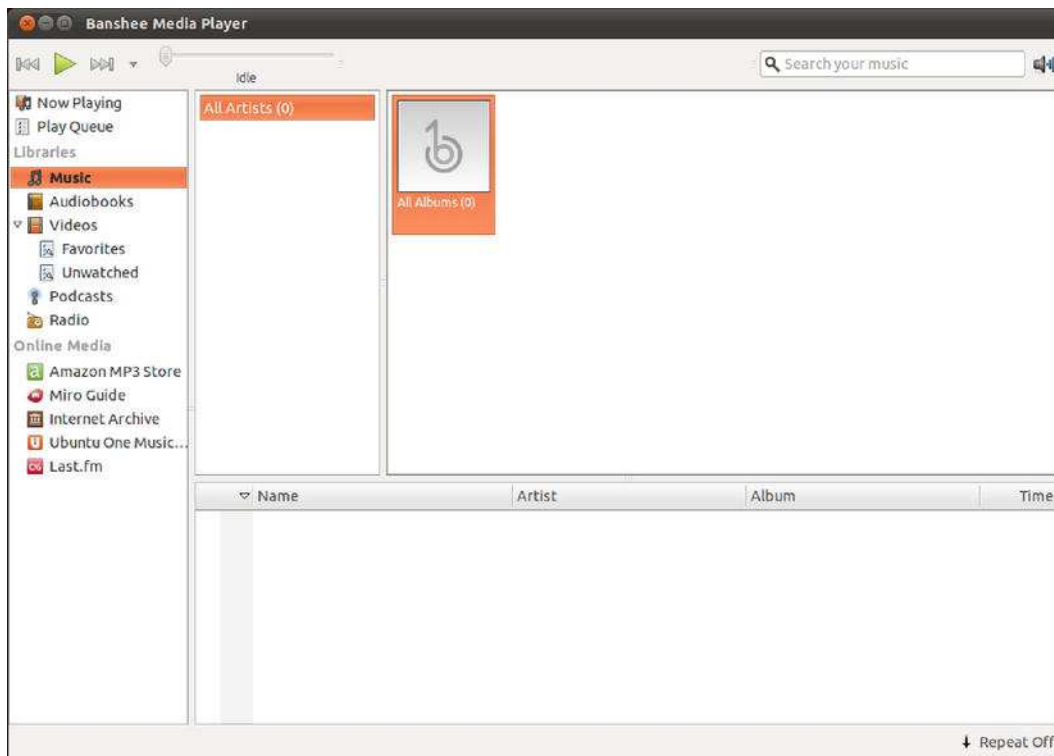 Banshee Media Player
Idle
Search your music
Now Playing
Play Queue
Libraries
Music
Audiobooks
Videos
Favorites
Unwatched
Podcasts
Radio
Online Media
Amazon MP3 Store
Miro Guide
Internet Archive
Ubuntu One Music...
Last.fm
All Artists (0)
All Albums (0)
Name Artist Album Time
Repeat Off